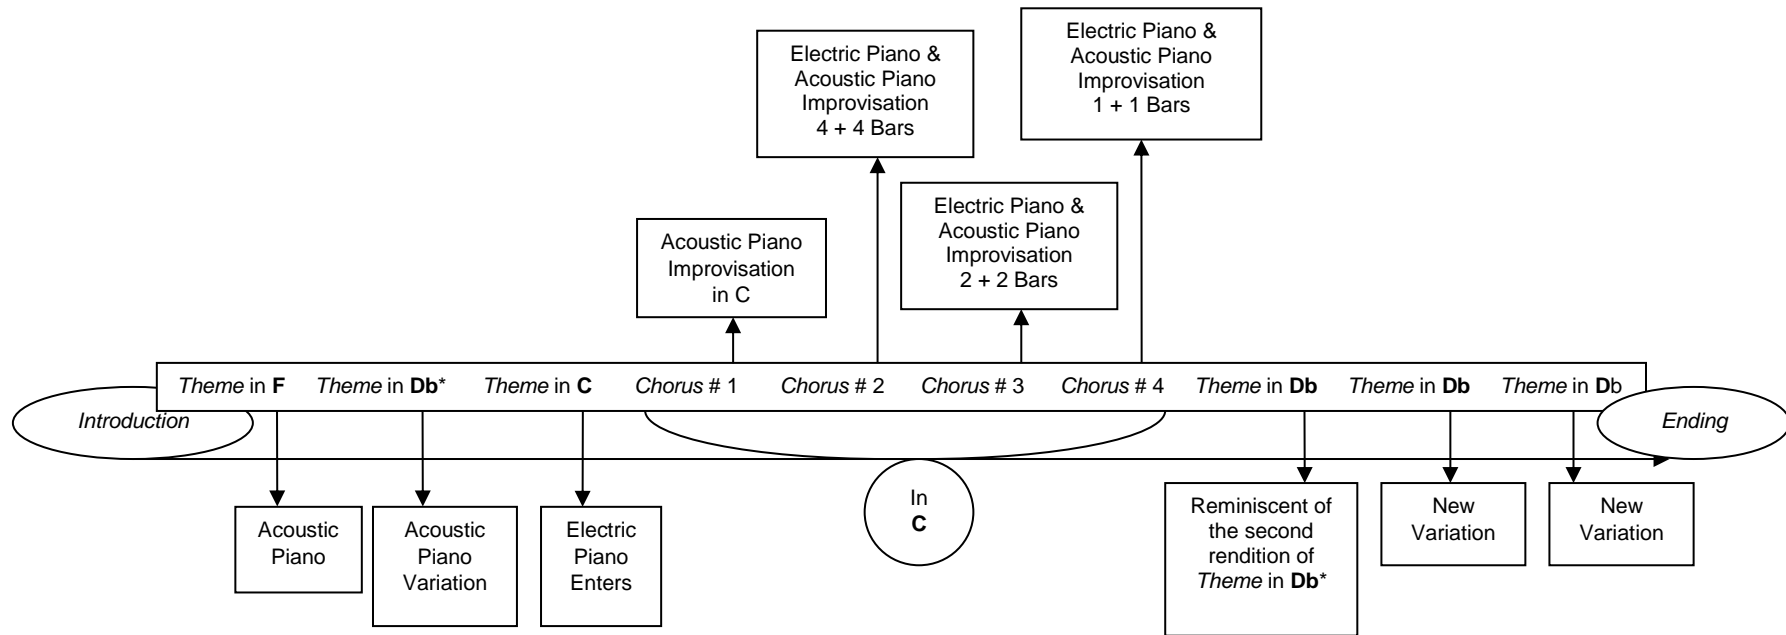 Electric Piano &
Acoustic Piano
Improvisation
1 + 1 Bars
Electric Piano &
Acoustic Piano
Improvisation
4 + 4 Bars
Electric Piano &
Acoustic Piano
Improvisation
2 + 2 Bars
Acoustic Piano
Improvisation
in C
Theme in F Theme in Db* Theme in C Chorus # 1 Chorus # 2 Chorus # 3 Chorus # 4 Theme in Db Theme in Db Theme in Db
Introduction
Ending
In
C
Acoustic
Piano
Acoustic
Piano
Variation
Electric
Piano
Enters
Reminiscent of
the second
rendition of
Theme in Db*
New
Variation
New
Variation